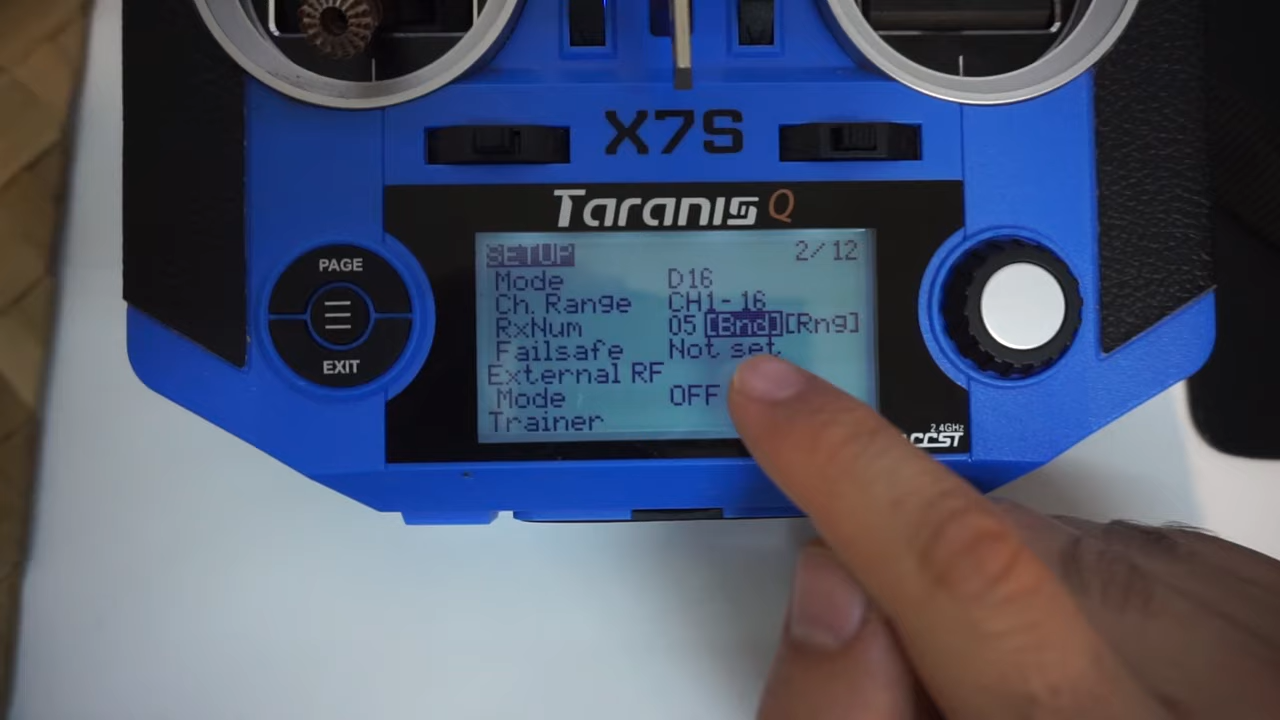 X7S
Taranis Q
PAGE
EXIT
SETUP 2/12
Mode D16
Ch. Range CH1-16
RxNum 05 [Bnd][Rng]
Failsafe Not set
External RF
Mode OFF
Trainer
2.4GHz